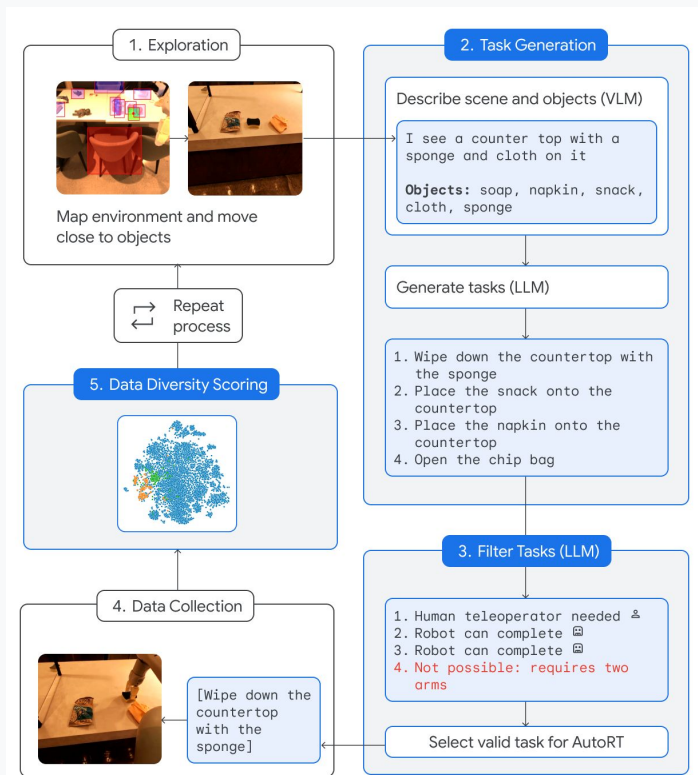 1. Exploration
Map environment and move
close to objects
2. Task Generation
Describe scene and objects (VLM)
I see a counter top with a
sponge and cloth on it
Objects: soap, napkin, snack,
cloth, sponge
Generate tasks (LLM)
1. Wipe down the countertop with
the sponge
2. Place the snack onto the
countertop
3. Place the napkin onto the
countertop
4. Open the chip bag
3. Filter Tasks (LLM)
1. Human teleoperator needed
2. Robot can complete
3. Robot can complete
4. Not possible: requires two
arms
Select valid task for AutoRT
4. Data Collection
[Wipe down the
countertop
with the
sponge]
5. Data Diversity Scoring
Repeat
process